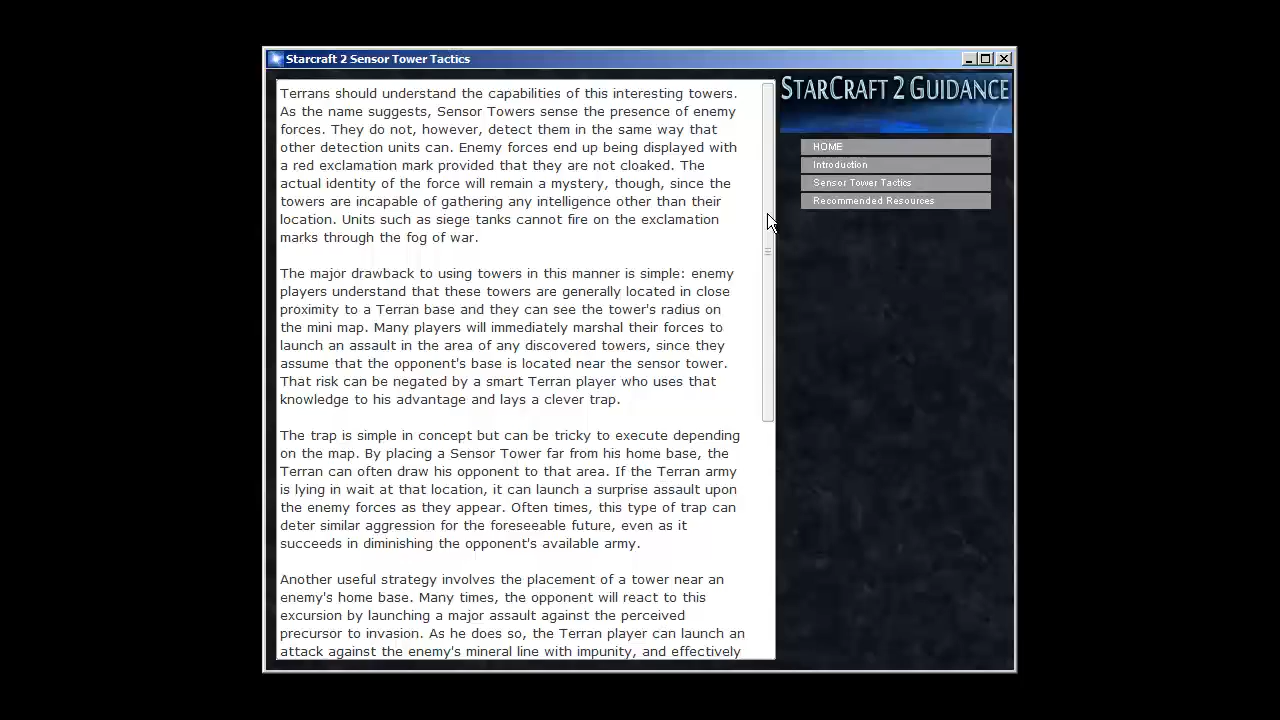 Starcraft 2 Sensor Tower Tactics
Terrans should understand the capabilities of this interesting towers.
As the name suggests, Sensor Towers sense the presence of enemy
forces. They do not, however, detect them in the same way that
other detection units can. Enemy forces end up being displayed with
a red exclamation mark provided that they are not cloaked. The
actual identity of the force will remain a mystery, though, since the
towers are incapable of gathering any intelligence other than their
location. Units such as siege tanks cannot fire on the exclamation
marks through the fog of war.
The major drawback to using towers in this manner is simple: enemy
players understand that these towers are generally located in close
proximity to a Terran base and they can see the tower's radius on
the mini map. Many players will immediately marshal their forces to
launch an assault in the area of any discovered towers, since they
assume that the opponent's base is located near the sensor tower.
That risk can be negated by a smart Terran player who uses that
knowledge to his advantage and lays a clever trap.
The trap is simple in concept but can be tricky to execute depending
on the map. By placing a Sensor Tower far from his home base, the
Terran can often draw his opponent to that area. If the Terran army
is lying in wait at that location, it can launch a surprise assault upon
the enemy forces as they appear. Often times, this type of trap can
deter similar aggression for the foreseeable future, even as it
succeeds in diminishing the opponent's available army.
Another useful strategy involves the placement of a tower near an
enemy's home base. Many times, the opponent will react to this
excursion by launching a major assault against the perceived
precursor to invasion. As he does so, the Terran player can launch an
attack against the enemy's mineral line with impunity, and effectively
STARCRAFT 2 GUIDANCE
HOME
Introduction
Sensor Tower Tactics
Recommended Resources